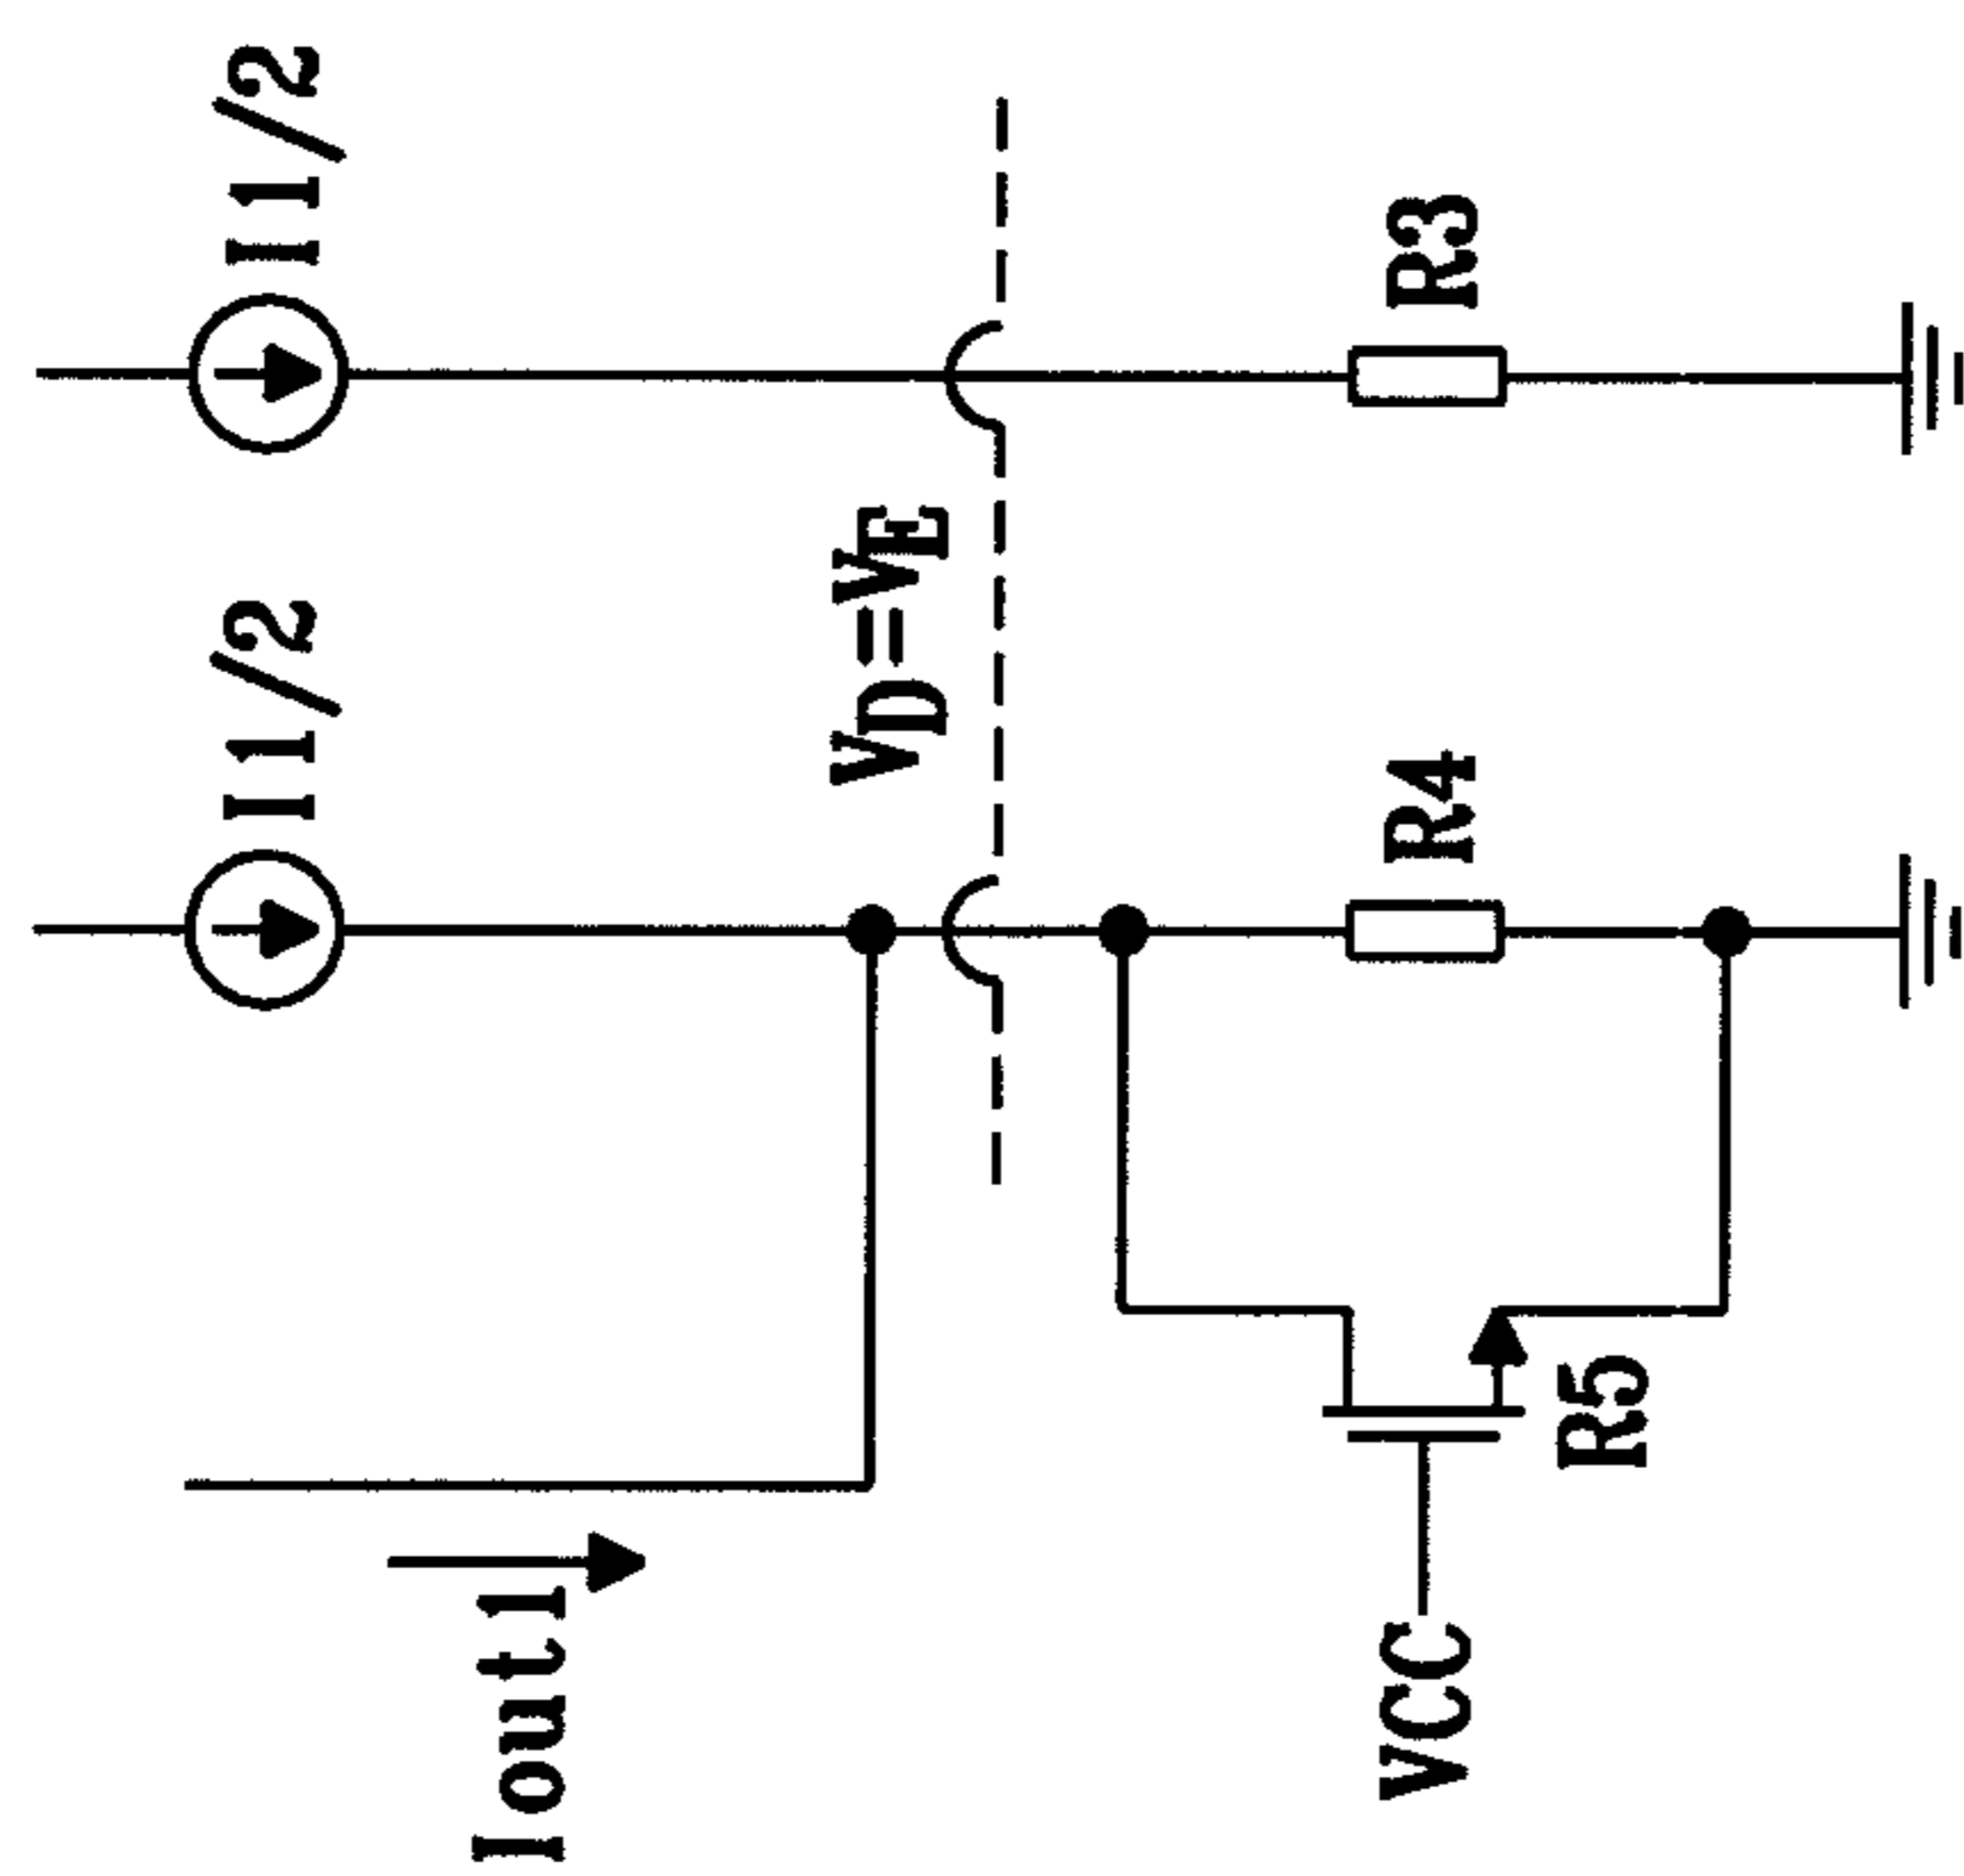 I1/2
I1/2
Iout1
VD=VE
R3
R4
R5
VCC